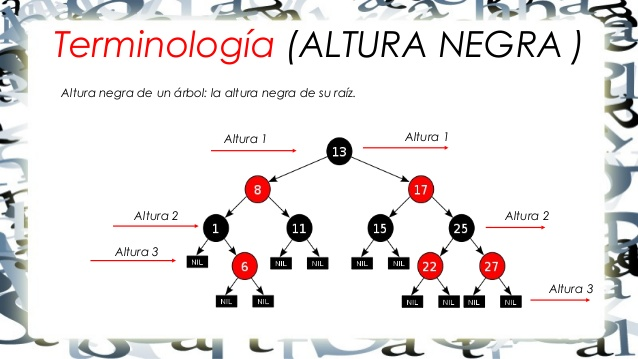 Terminología (ALTURA NEGRA )
Altura negra de un árbol: la altura negra de su raíz.
Altura 1
Altura 1
13
8
17
Altura 2
Altura 2
1
11
15
25
Altura 3
NIL
6
NIL
NIL
NIL
NIL
22
27
Altura 3
NIL
NIL
NIL
NIL
NIL
NIL